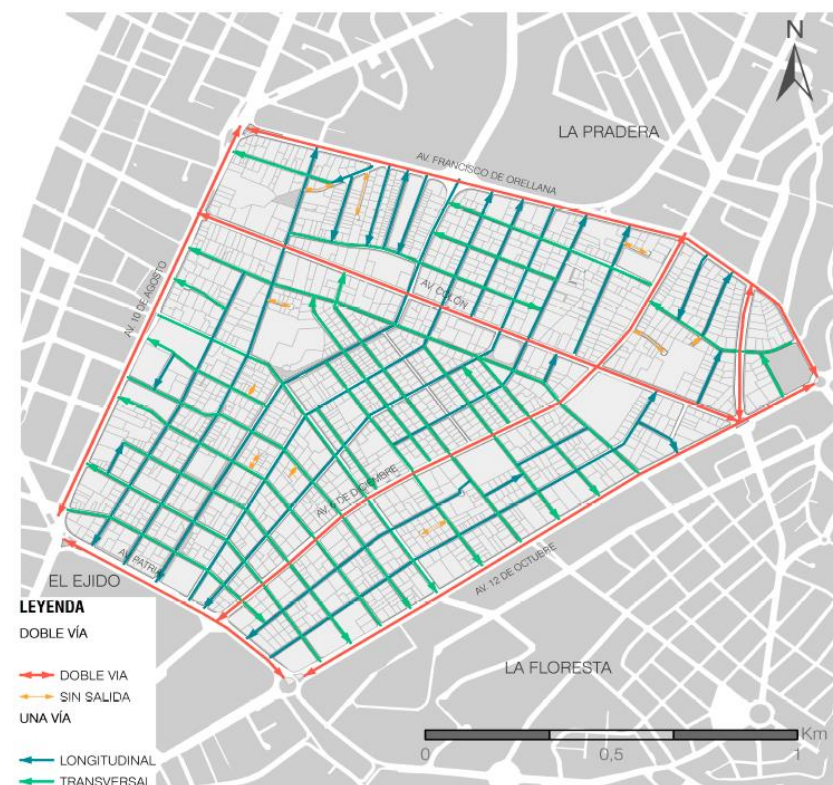 N
LA PRADERA
AV. FRANCISCO DE ORELLANA
AV. 10 DE AGOSTO
AV. COLÓN
AV. 6 DE DICIEMBRE
AV. 12 DE OCTUBRE
AV. PATRIA
EL EJIDO
LA FLORESTA
LEYENDA
DOBLE VÍA
DOBLE VIA
SIN SALIDA
UNA VÍA
LONGITUDINAL
TRANSVERSAL
Km
0
0,5
1